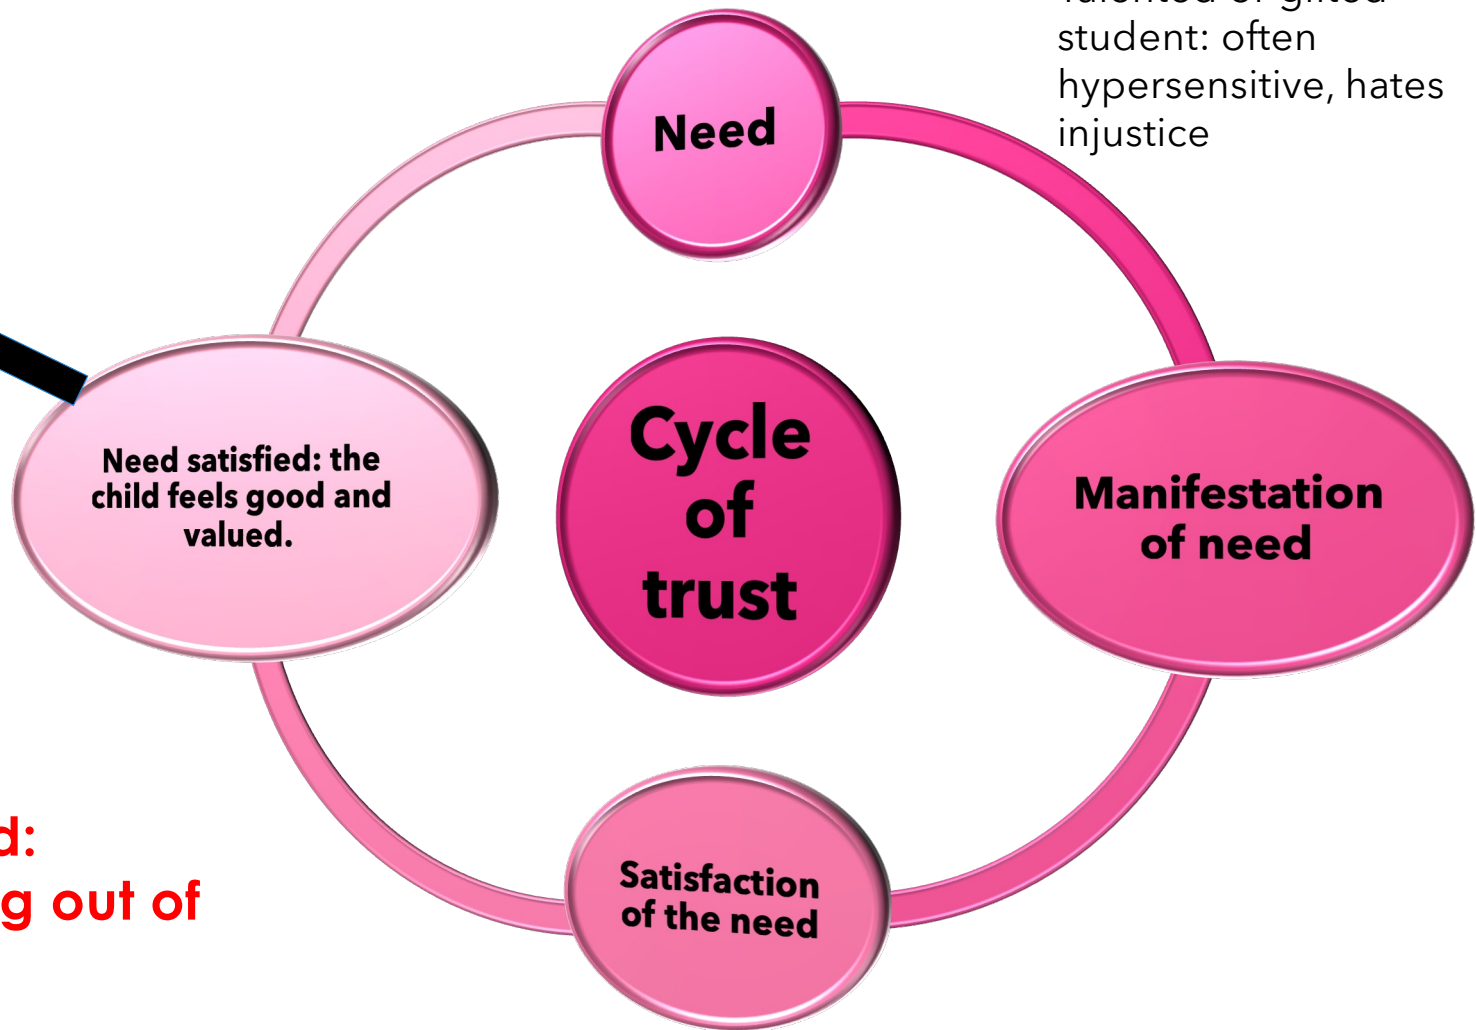 student: often
hypersensitive, hates
injustice
Need
Cycle
of
trust
Need satisfied: the
child feels good and
valued.
Manifestation
of need
Satisfaction
of the need
d:
g out of